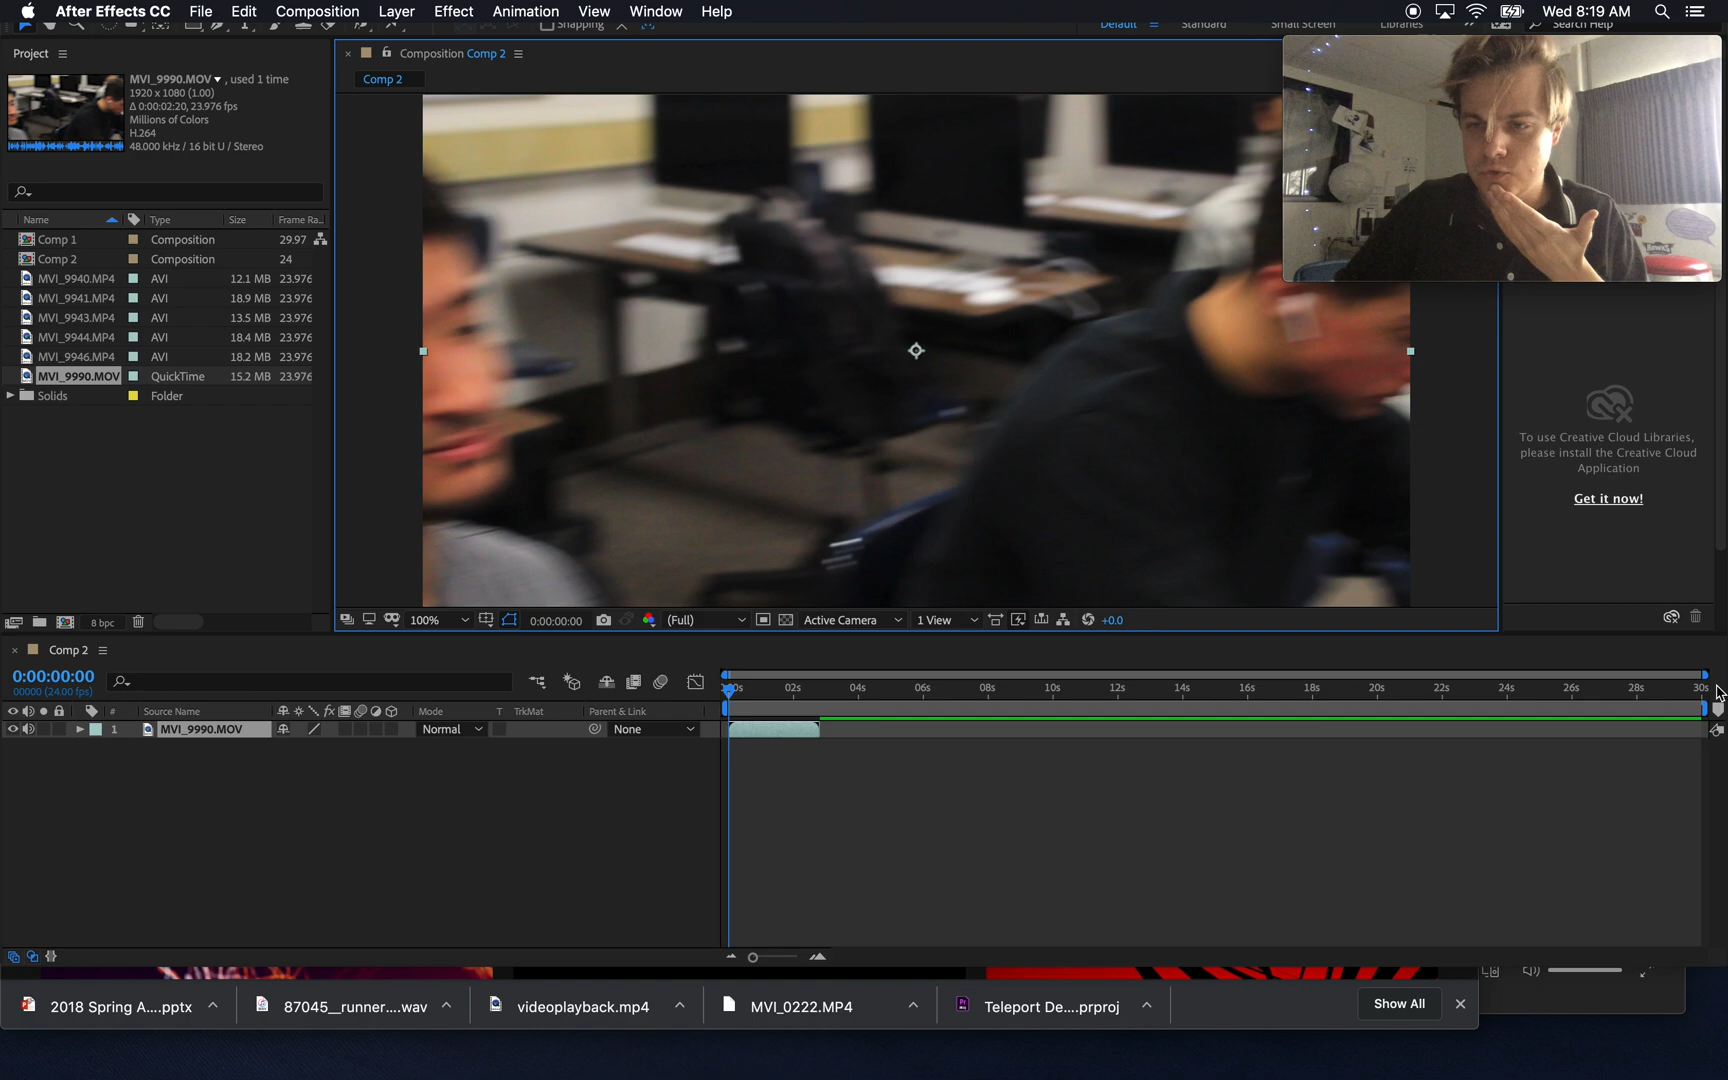 After Effects CC File Edit Composition Layer Effect Animation View Window Help Wed 8:19 AM
Snapping Default Standard Small Screen Libraries Search Help
Project
Composition Comp 2
Comp 2
MVI_9990.MOV , used 1 time
1920 x 1080 (1.00)
Δ 0:00:02:20, 23.976 fps
Millions of Colors
H.264
48.000 kHz / 16 bit U / Stereo
Name Type Size Frame Ra...
Comp 1 Composition 29.97
Comp 2 Composition 24
MVI_9940.MP4 AVI 12.1 MB 23.976
MVI_9941.MP4 AVI 18.9 MB 23.976
MVI_9943.MP4 AVI 13.5 MB 23.976
MVI_9944.MP4 AVI 18.4 MB 23.976
MVI_9946.MP4 AVI 18.2 MB 23.976
MVI_9990.MOV QuickTime 15.2 MB 23.976
Solids Folder
To use Creative Cloud Libraries,
please install the Creative Cloud
Application
Get it now!
8 bpc
100% 0:00:00:00 (Full) Active Camera 1 View +0.0
Comp 2
0:00:00:00
00000 (24.00 fps)
02s 04s 06s 08s 10s 12s 14s 16s 18s 20s 22s 24s 26s 28s 30s
# Source Name fx Mode T TrkMat Parent & Link
1 MVI_9990.MOV Normal None
2018 Spring A....pptx 87045__runner....wav videoplayback.mp4 MVI_0222.MP4 Pr Teleport De....prproj Show All